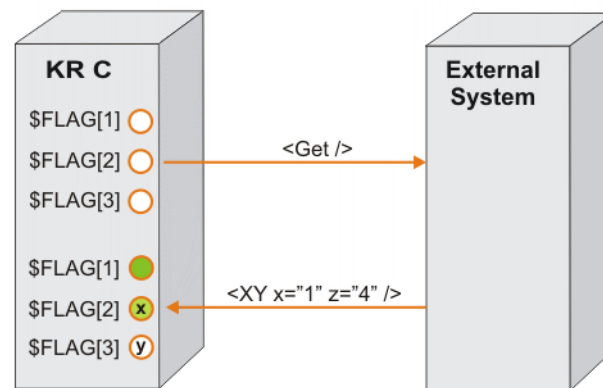 KR C
External
System
$FLAG[1]
$FLAG[2]
<Get />
$FLAG[3]
$FLAG[1]
$FLAG[2] x
<XY x=”1” z=”4” />
$FLAG[3] y